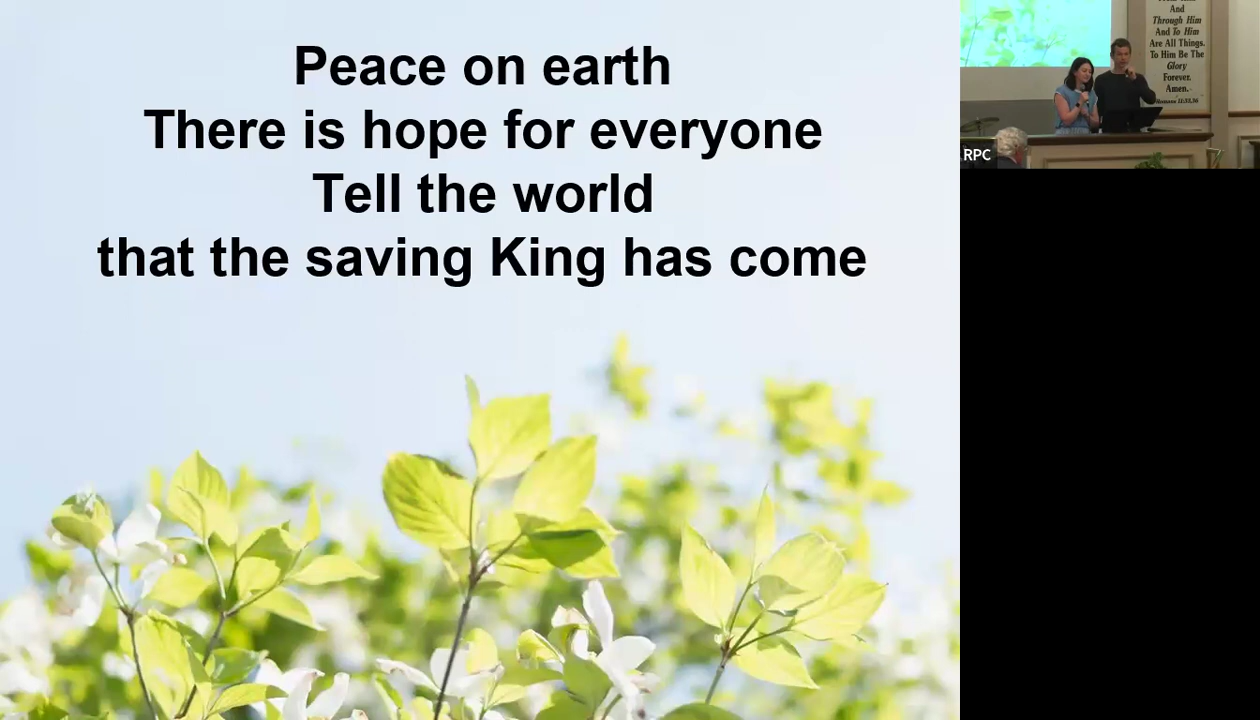 Peace on earth
There is hope for everyone
Tell the world
that the saving King has come
And
Through Him
And To Him
Are All Things.
To Him Be The
Glory
Forever.
Amen.
RPC